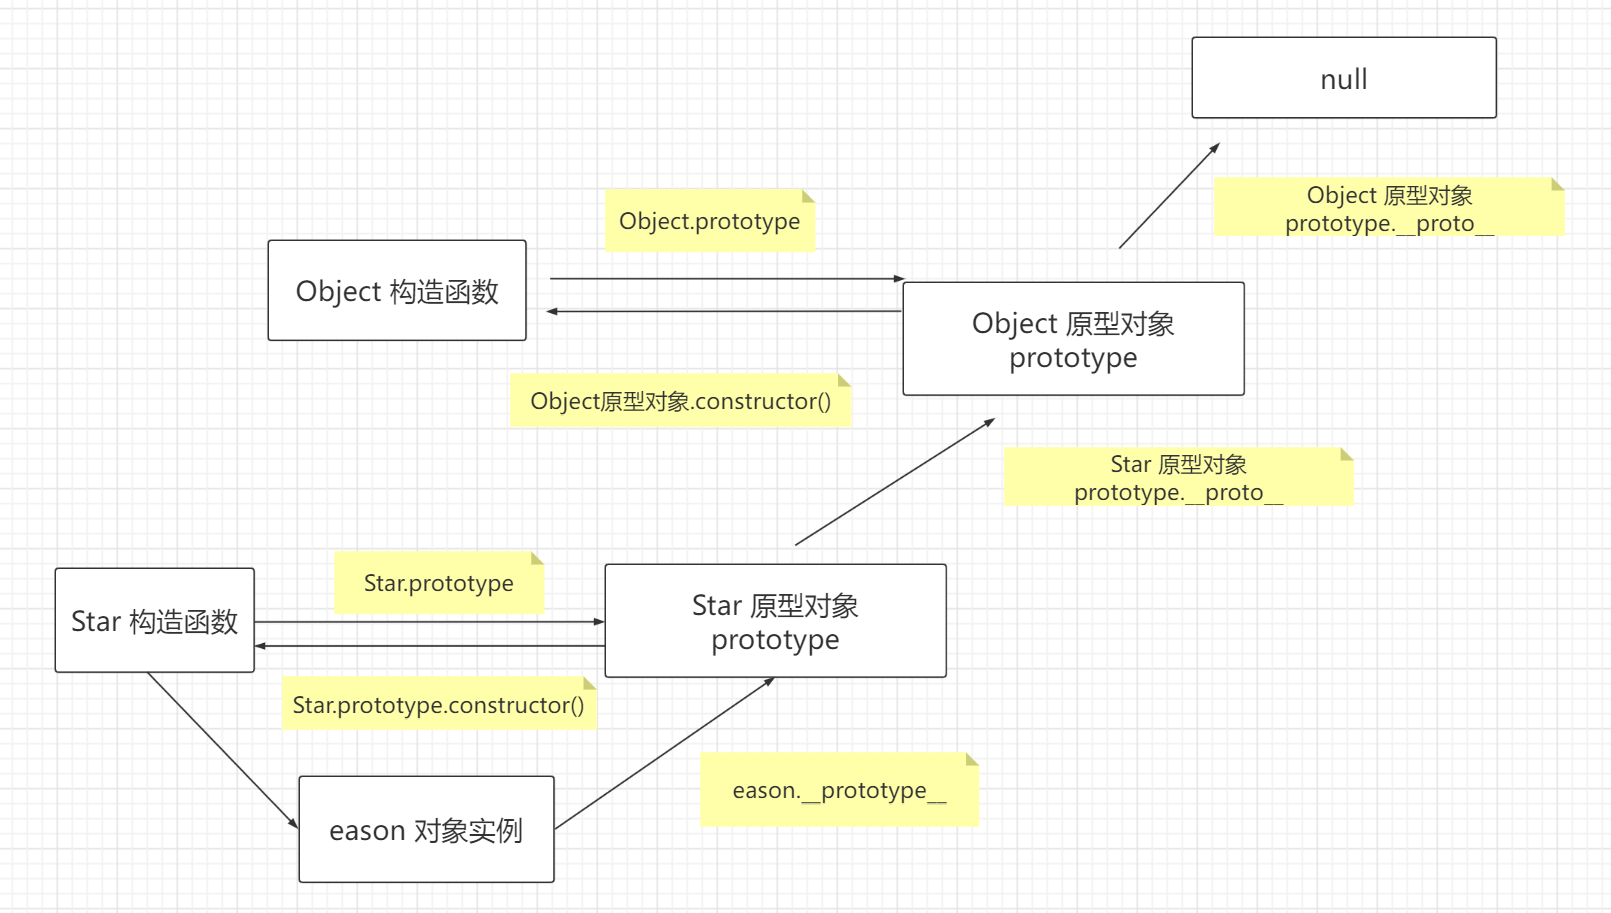 null
Object 原型对象
prototype.__proto__
Object.prototype
Object 构造函数
Object 原型对象
prototype
Object原型对象.constructor()
Star 原型对象
prototype.__proto__
Star.prototype
Star 构造函数
Star 原型对象
prototype
Star.prototype.constructor()
eason.__prototype__
eason 对象实例